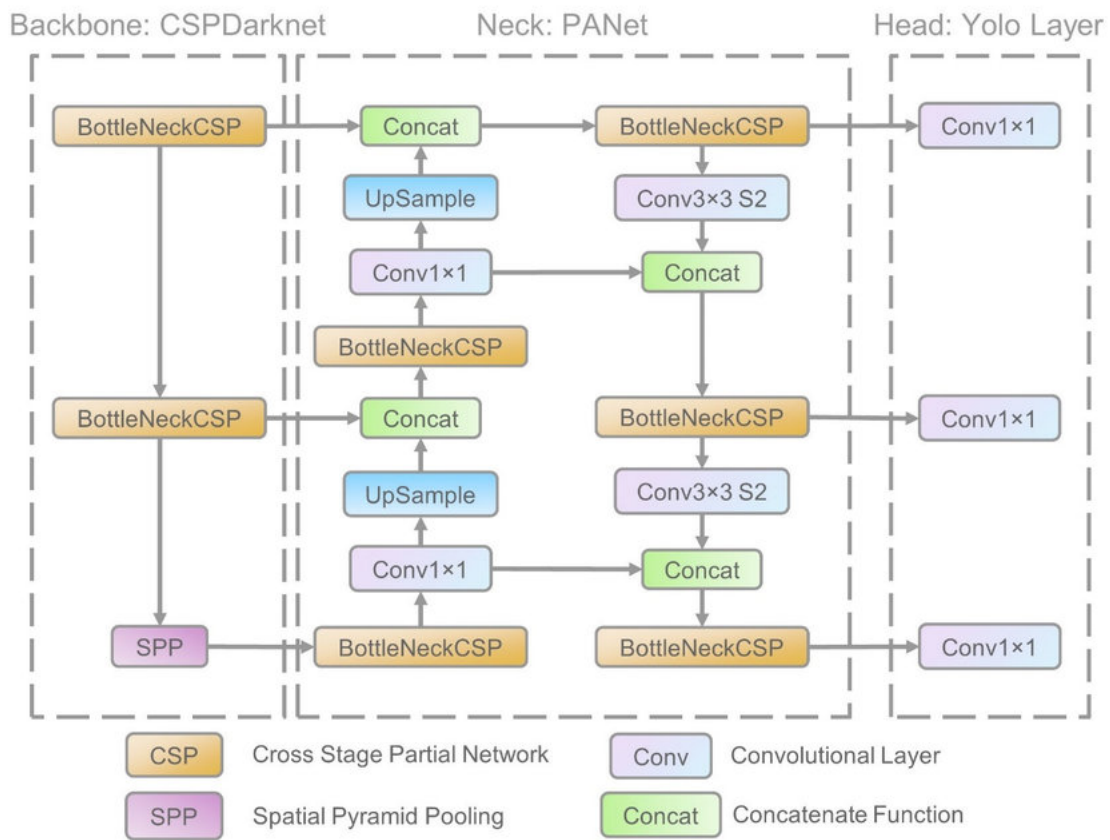 Backbone: CSPDarknet Neck: PANet Head: Yolo Layer
BottleNeckCSP Concat BottleNeckCSP Conv1×1
UpSample Conv3×3 S2
Conv1×1 Concat
BottleNeckCSP
BottleNeckCSP Concat BottleNeckCSP Conv1×1
UpSample Conv3×3 S2
Conv1×1 Concat
SPP BottleNeckCSP BottleNeckCSP Conv1×1
CSP Cross Stage Partial Network Conv Convolutional Layer
SPP Spatial Pyramid Pooling Concat Concatenate Function